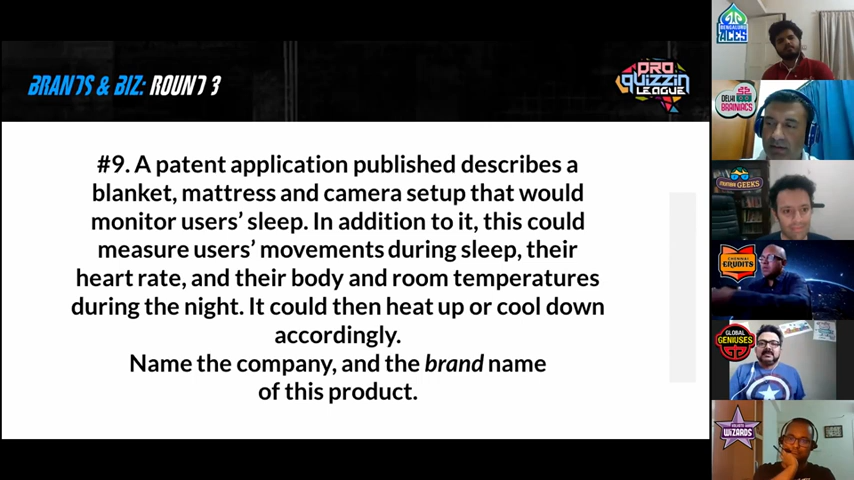 BRANDS & BIZ: ROUND 3
PRO
QUIZZIN
LEAGUE
#9. A patent application published describes a
blanket, mattress and camera setup that would
monitor users’ sleep. In addition to it, this could
measure users’ movements during sleep, their
heart rate, and their body and room temperatures
during the night. It could then heat up or cool down
accordingly.
Name the company, and the brand name
of this product.
BENGALURU
ACES
DELHI
BRAINIACS
GEEKS
CHENNAI
ERUDITS
GLOBAL
GENIUSES
WIZARDS